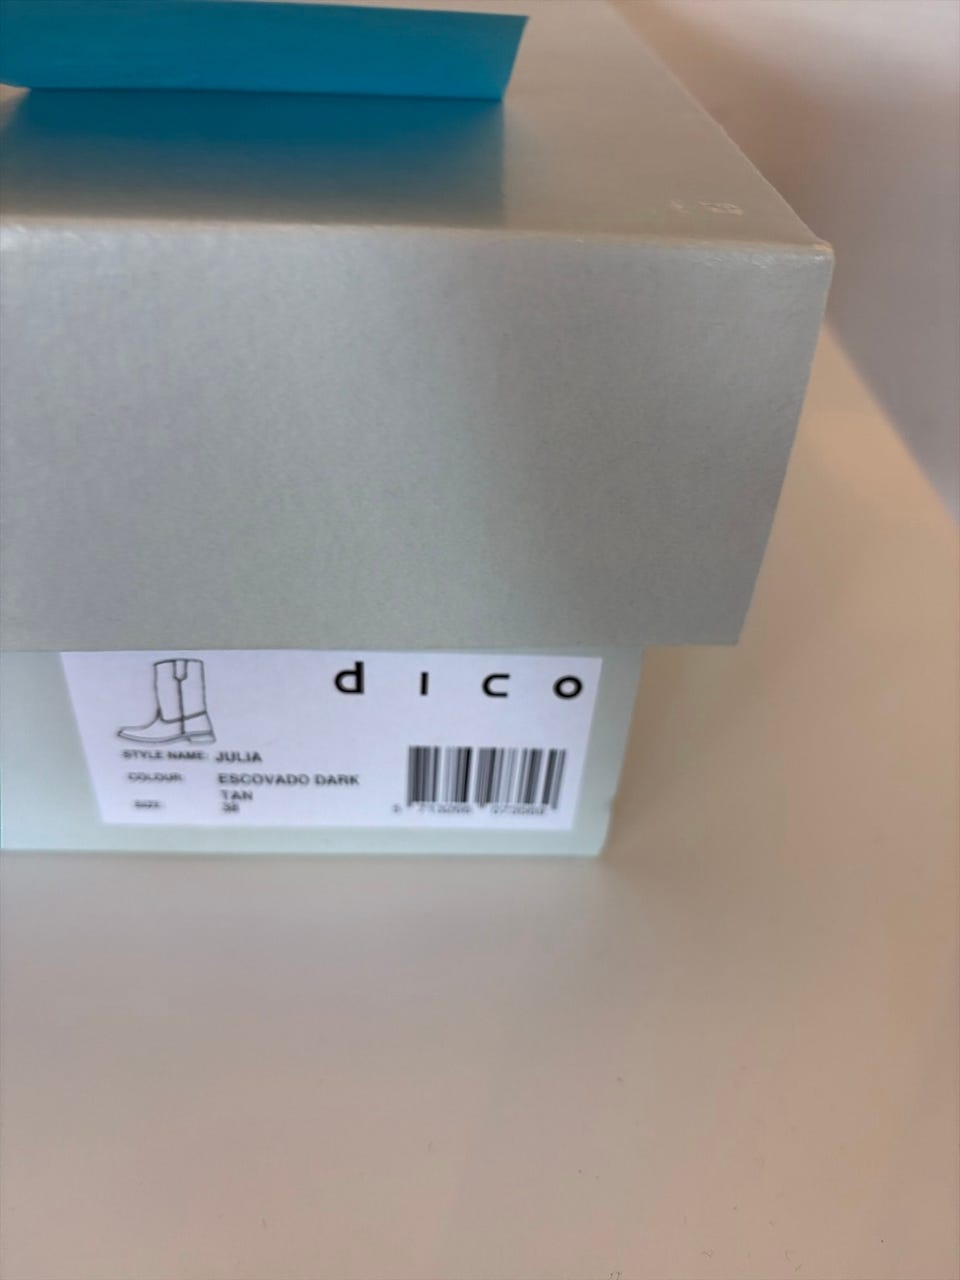 dico
STYLE NAME: JULIA
COLOUR: ESCOVADO DARK
TAN
SIZE: 38